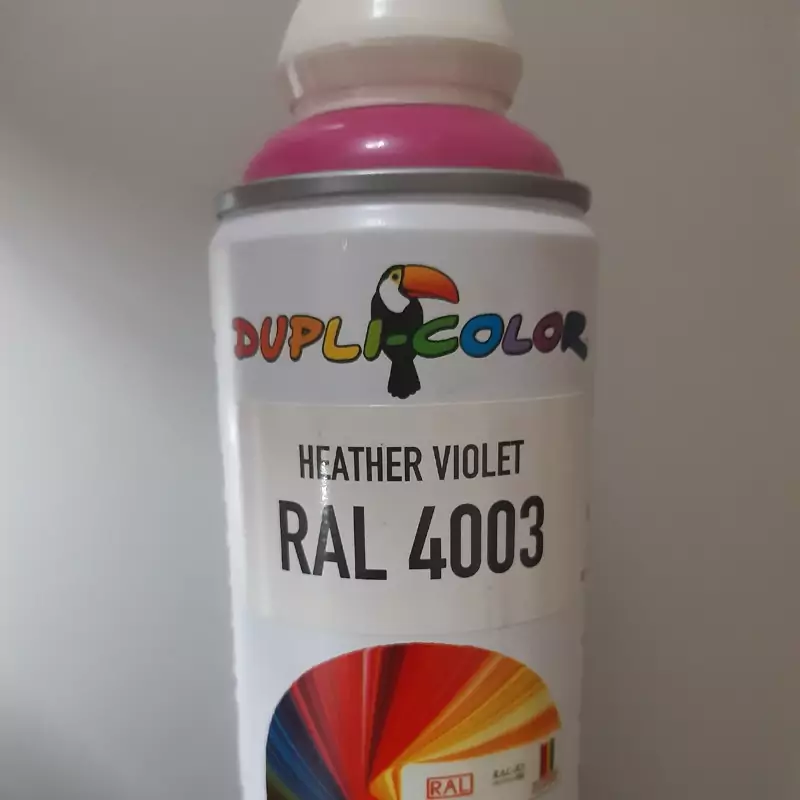 DUPLI-COLOR
HEATHER VIOLET
RAL 4003
RAL